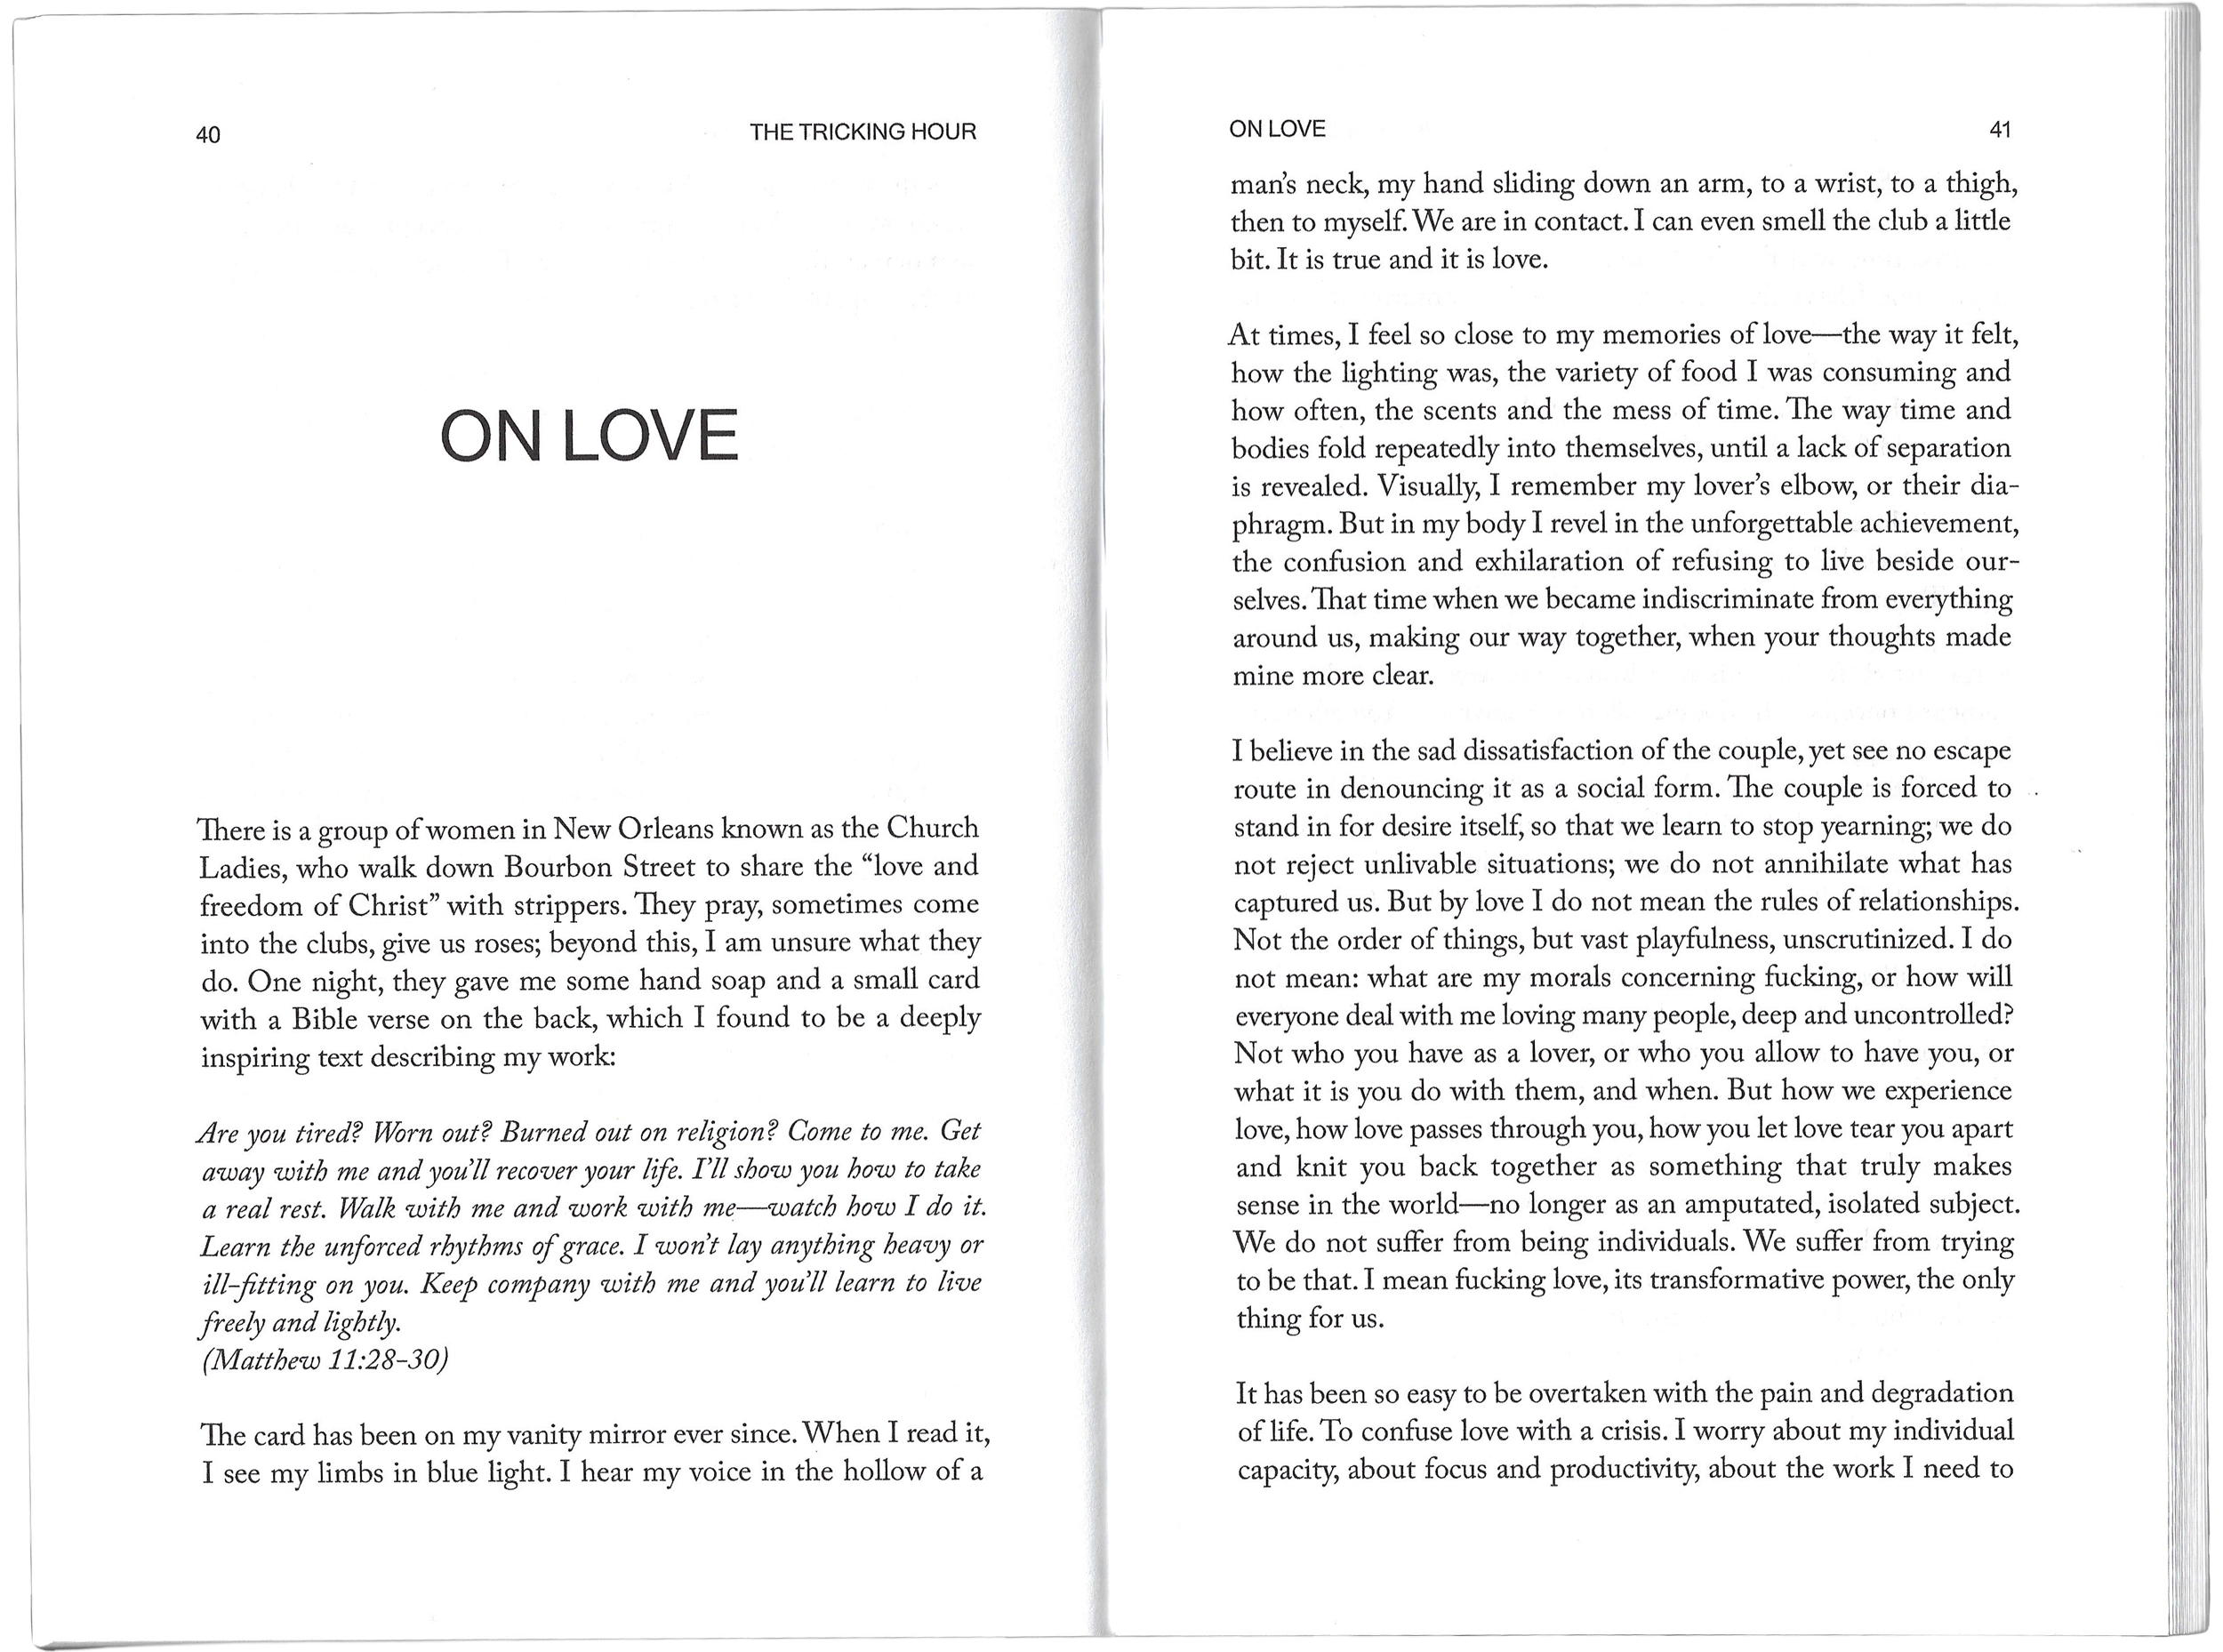 40
THE TRICKING HOUR
ON LOVE
There is a group of women in New Orleans known as the Church
Ladies, who walk down Bourbon Street to share the “love and
freedom of Christ” with strippers. They pray, sometimes come
into the clubs, give us roses; beyond this, I am unsure what they
do. One night, they gave me some hand soap and a small card
with a Bible verse on the back, which I found to be a deeply
inspiring text describing my work:
Are you tired? Worn out? Burned out on religion? Come to me. Get
away with me and you’ll recover your life. I’ll show you how to take
a real rest. Walk with me and work with me—watch how I do it.
Learn the unforced rhythms of grace. I won’t lay anything heavy or
ill-fitting on you. Keep company with me and you’ll learn to live
freely and lightly.
(Matthew 11:28–30)
The card has been on my vanity mirror ever since. When I read it,
I see my limbs in blue light. I hear my voice in the hollow of a
ON LOVE
41
man’s neck, my hand sliding down an arm, to a wrist, to a thigh,
then to myself. We are in contact. I can even smell the club a little
bit. It is true and it is love.
At times, I feel so close to my memories of love—the way it felt,
how the lighting was, the variety of food I was consuming and
how often, the scents and the mess of time. The way time and
bodies fold repeatedly into themselves, until a lack of separation
is revealed. Visually, I remember my lover’s elbow, or their dia-
phragm. But in my body I revel in the unforgettable achievement,
the confusion and exhilaration of refusing to live beside our-
selves. That time when we became indiscriminate from everything
around us, making our way together, when your thoughts made
mine more clear.
I believe in the sad dissatisfaction of the couple, yet see no escape
route in denouncing it as a social form. The couple is forced to
stand in for desire itself, so that we learn to stop yearning; we do
not reject unlivable situations; we do not annihilate what has
captured us. But by love I do not mean the rules of relationships.
Not the order of things, but vast playfulness, unscrutinized. I do
not mean: what are my morals concerning fucking, or how will
everyone deal with me loving many people, deep and uncontrolled?
Not who you have as a lover, or who you allow to have you, or
what it is you do with them, and when. But how we experience
love, how love passes through you, how you let love tear you apart
and knit you back together as something that truly makes
sense in the world—no longer as an amputated, isolated subject.
We do not suffer from being individuals. We suffer from trying
to be that. I mean fucking love, its transformative power, the only
thing for us.
It has been so easy to be overtaken with the pain and degradation
of life. To confuse love with a crisis. I worry about my individual
capacity, about focus and productivity, about the work I need to